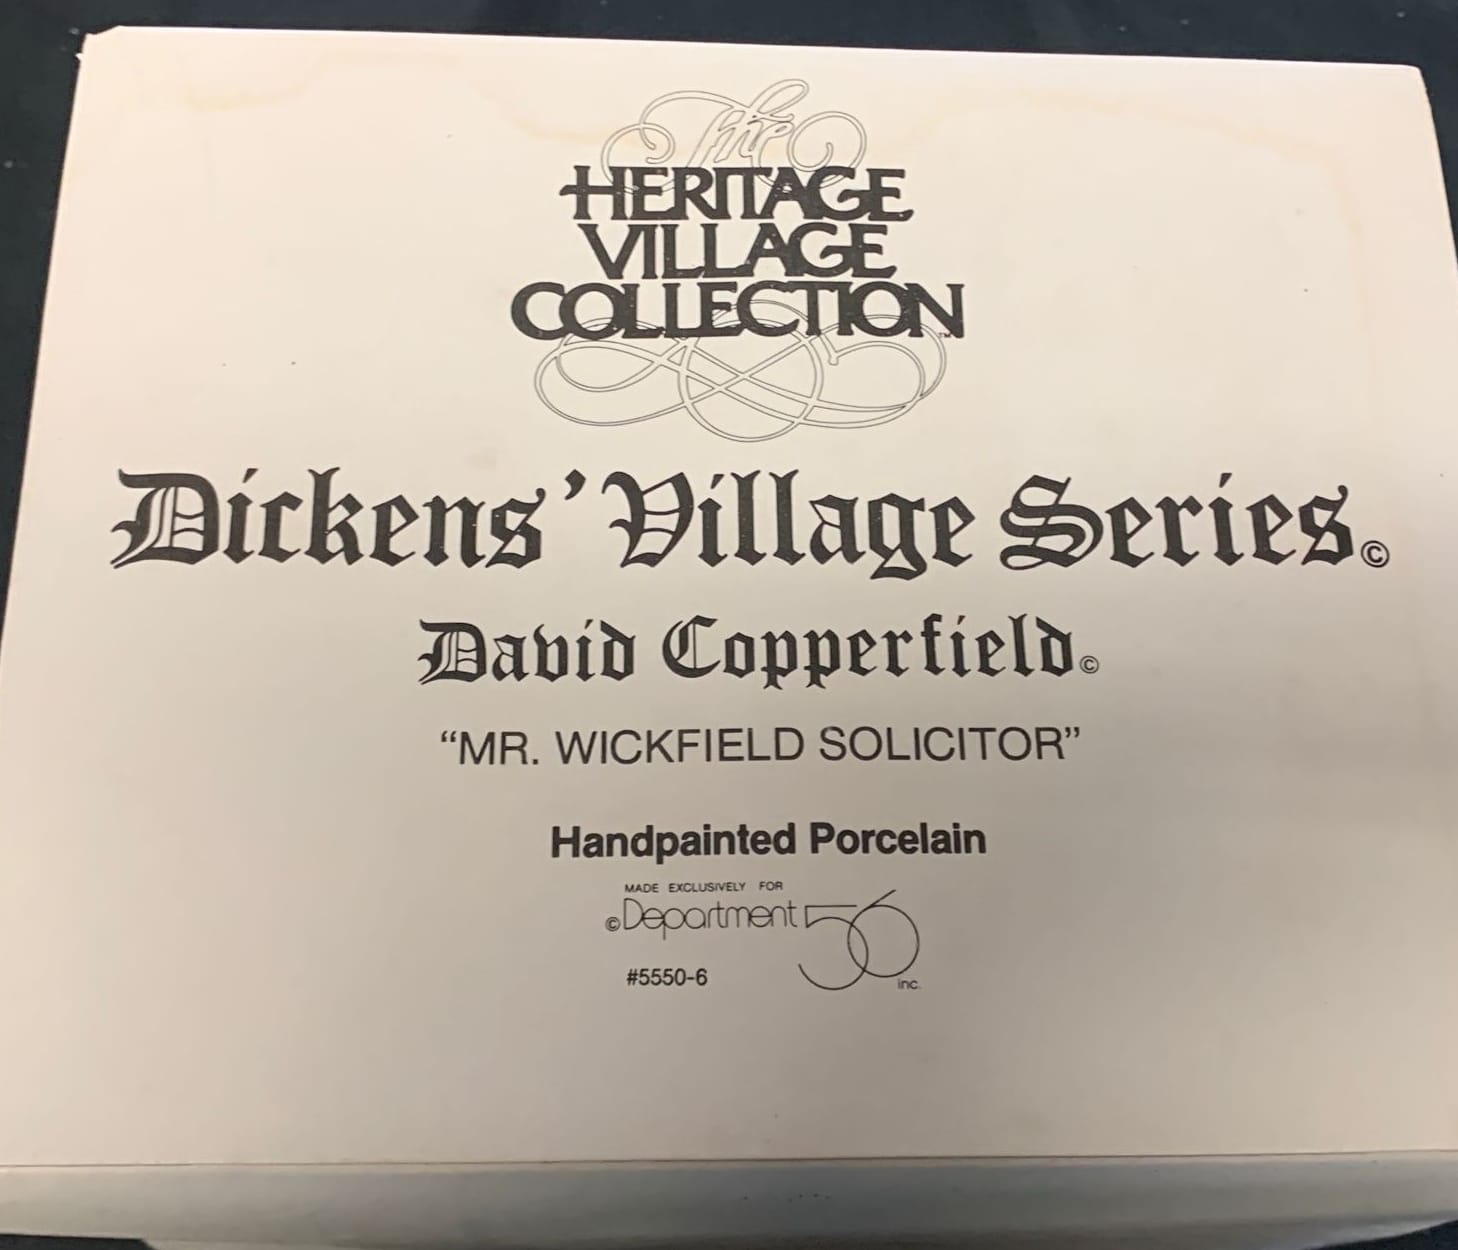 The
HERITAGE
VILLAGE
COLLECTION™
Dickens' Village Series©
David Copperfield©
“MR. WICKFIELD SOLICITOR”
Handpainted Porcelain
MADE EXCLUSIVELY FOR
©Department 56
#5550-6 inc.